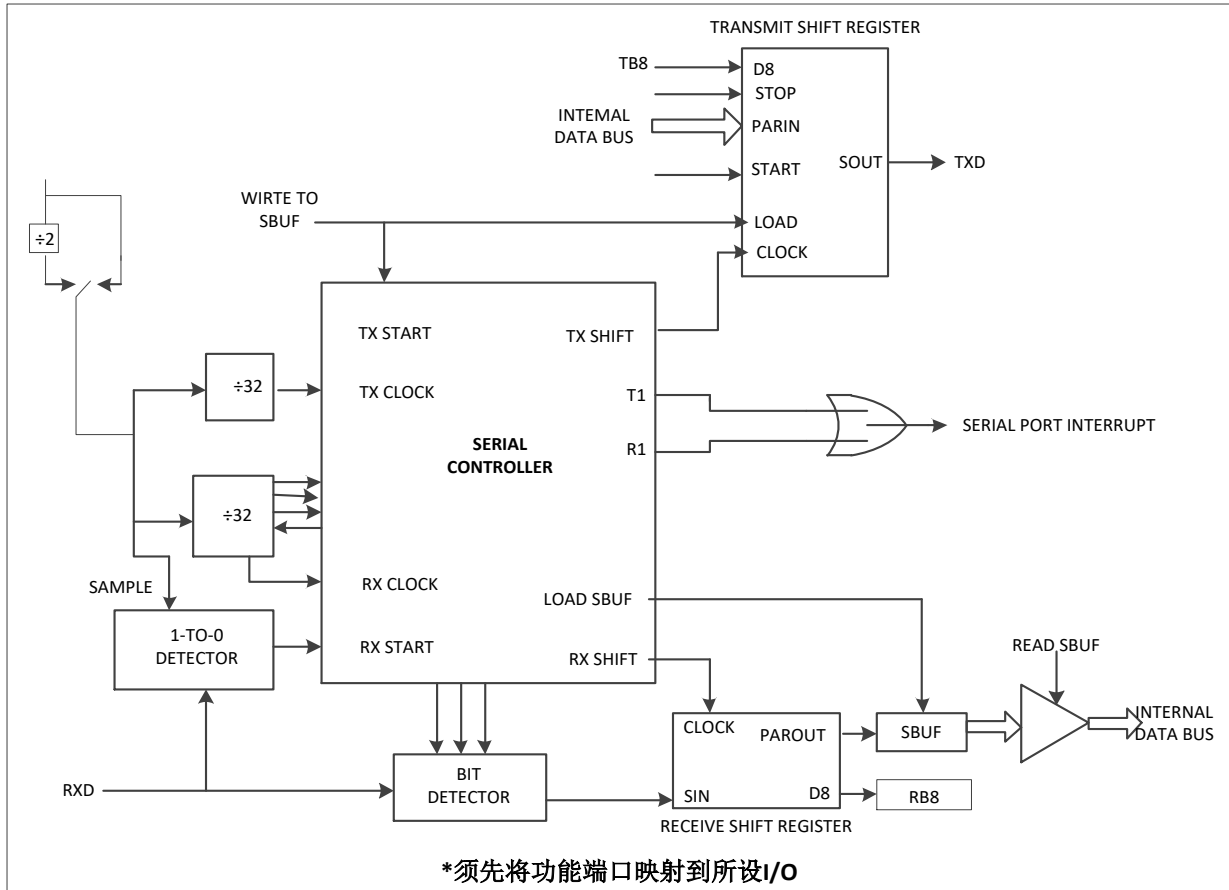 TRANSMIT SHIFT REGISTER
TB8
D8
STOP
INTEMAL
DATA BUS
PARIN
START
SOUT
TXD
WIRTE TO
SBUF
LOAD
CLOCK
÷2
TX START
TX SHIFT
÷32
TX CLOCK
T1
SERIAL
CONTROLLER
R1
SERIAL PORT INTERRUPT
÷32
RX CLOCK
SAMPLE
LOAD SBUF
1-TO-0
DETECTOR
RX START
RX SHIFT
READ SBUF
CLOCK
PAROUT
SBUF
INTERNAL
DATA BUS
RXD
BIT
DETECTOR
SIN
D8
RB8
RECEIVE SHIFT REGISTER
*须先将功能端口映射到所设I/O